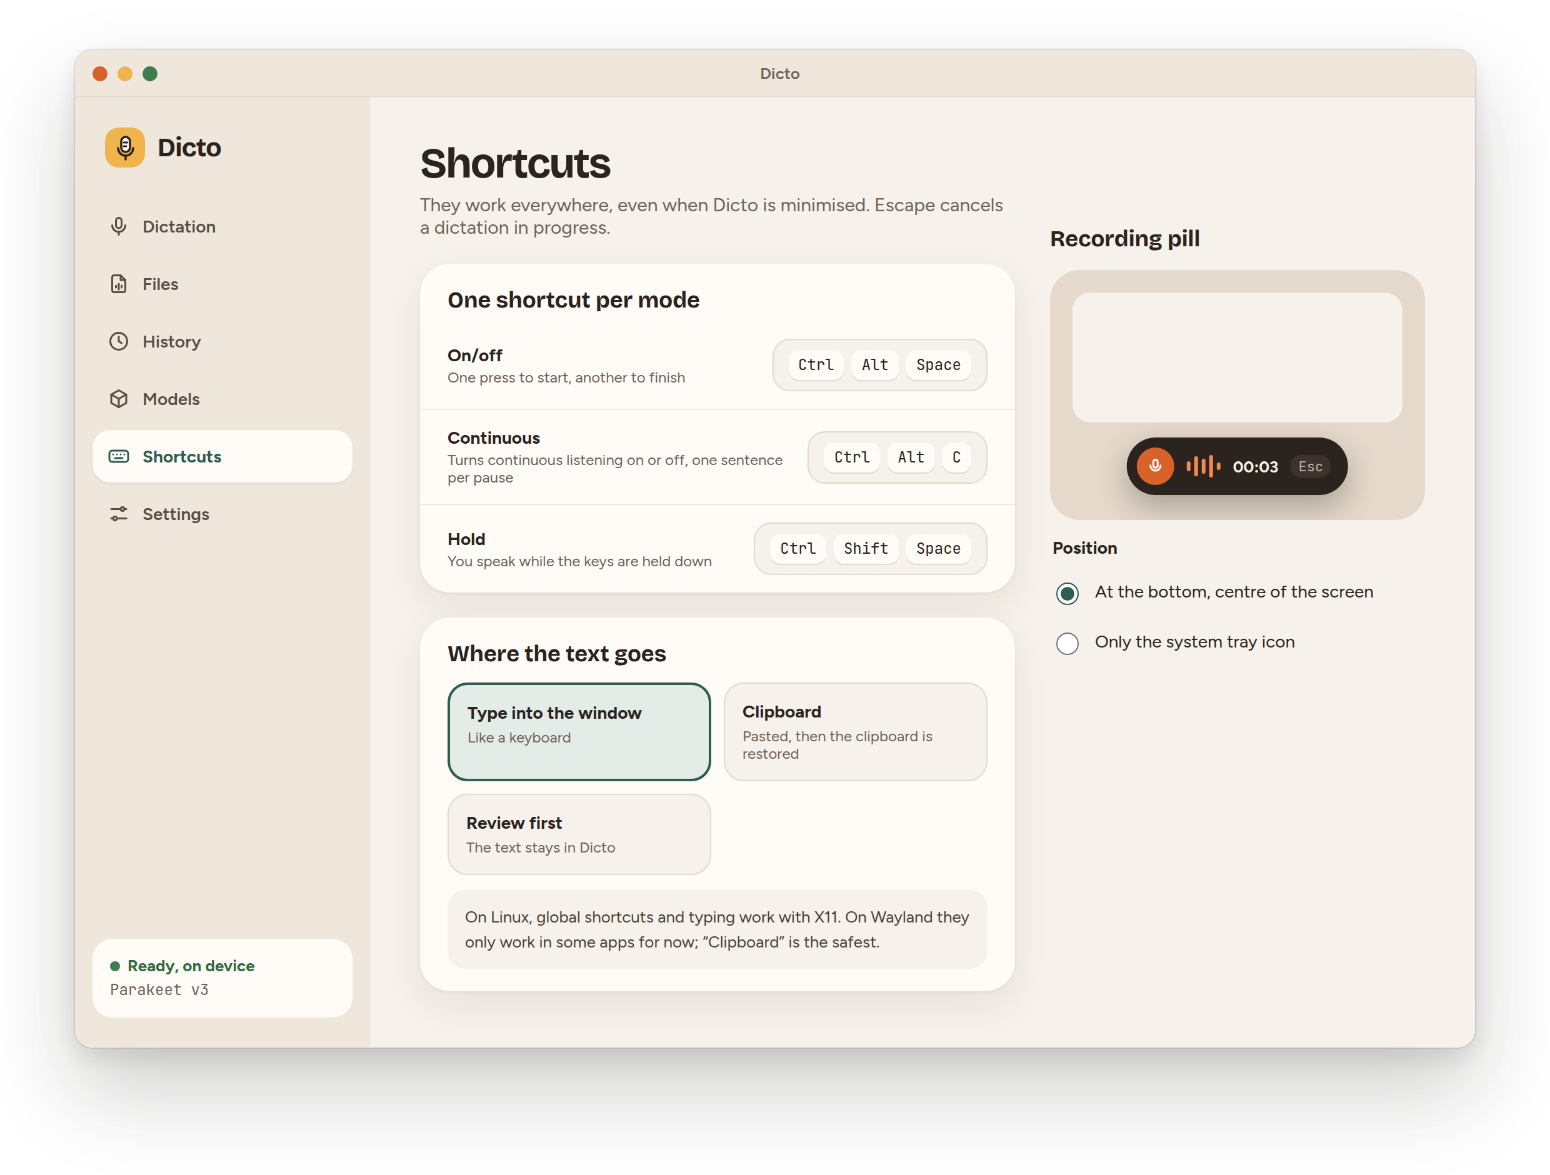 Dicto
Dicto
Dictation
Files
History
Models
Shortcuts
Settings
Ready, on device
Parakeet v3
Shortcuts
They work everywhere, even when Dicto is minimised. Escape cancels
a dictation in progress.
One shortcut per mode
On/off
One press to start, another to finish
Ctrl Alt Space
Continuous
Turns continuous listening on or off, one sentence
per pause
Ctrl Alt C
Hold
You speak while the keys are held down
Ctrl Shift Space
Where the text goes
Type into the window
Like a keyboard
Clipboard
Pasted, then the clipboard is
restored
Review first
The text stays in Dicto
On Linux, global shortcuts and typing work with X11. On Wayland they
only work in some apps for now; “Clipboard” is the safest.
Recording pill
00:03 Esc
Position
At the bottom, centre of the screen
Only the system tray icon